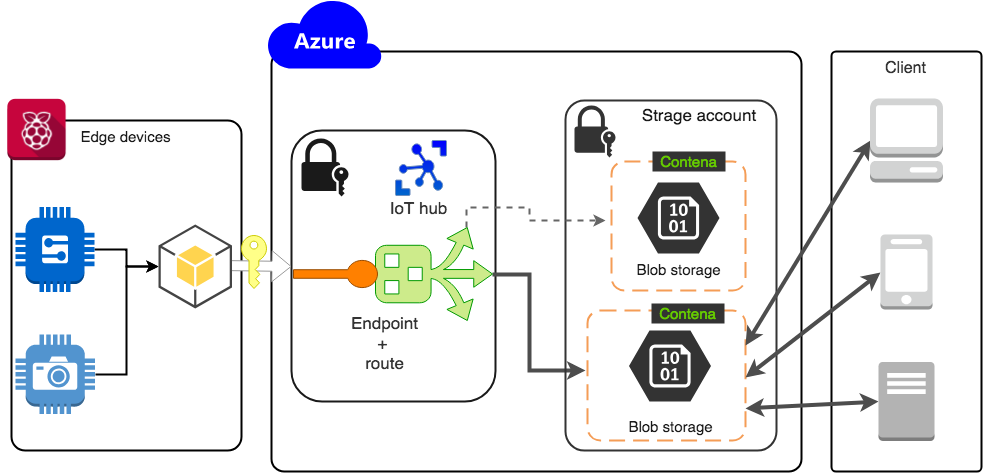 Azure
Edge devices
IoT hub
Endpoint
+
route
Strage account
Contena
10
01
Blob storage
Contena
10
01
Blob storage
Client